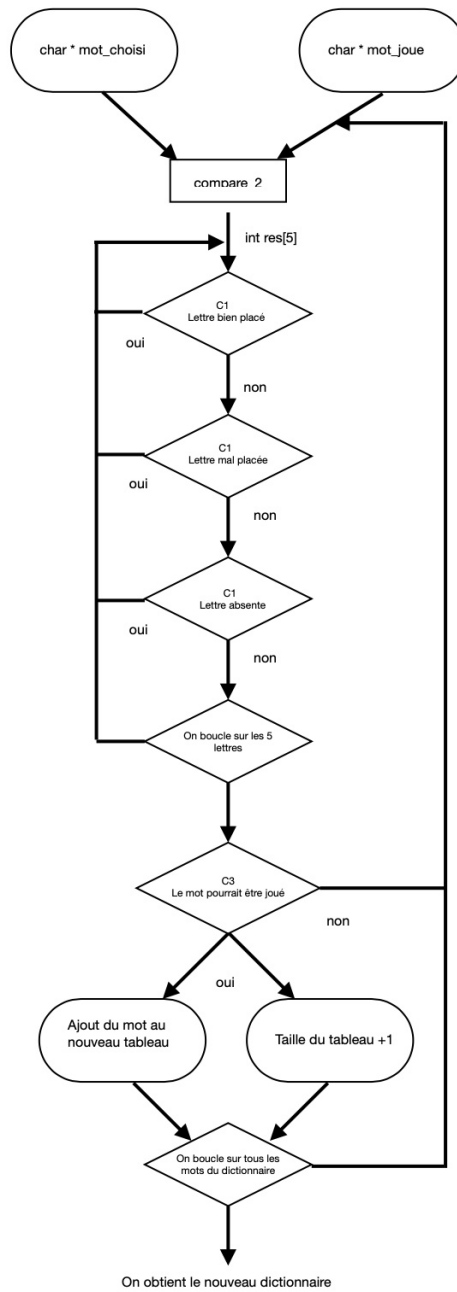 char * mot_choisi
char * mot_joue
compare_2
int res[5]
C1
Lettre bien placé
oui
non
C1
Lettre mal placée
oui
non
C1
Lettre absente
oui
non
On boucle sur les 5
lettres
C3
Le mot pourrait être joué
non
oui
Ajout du mot au
nouveau tableau
Taille du tableau +1
On boucle sur tous les
mots du dictionnaire
On obtient le nouveau dictionnaire